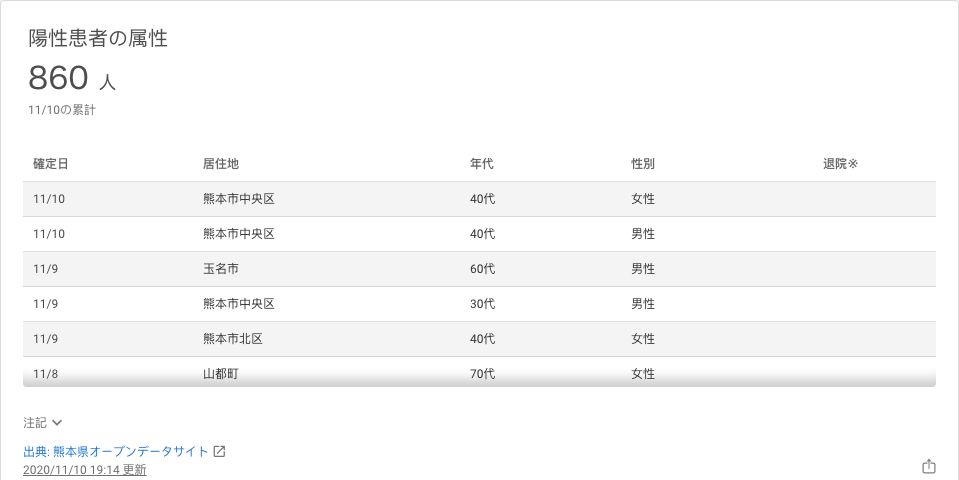 陽性患者の属性
860 人
11/10の累計
確定日 居住地 年代 性別 退院※
11/10 熊本市中央区 40代 女性
11/10 熊本市中央区 40代 男性
11/9 玉名市 60代 男性
11/9 熊本市中央区 30代 男性
11/9 熊本市北区 40代 女性
11/8 山都町 70代 女性
注記
出典: 熊本県オープンデータサイト
2020/11/10 19:14 更新